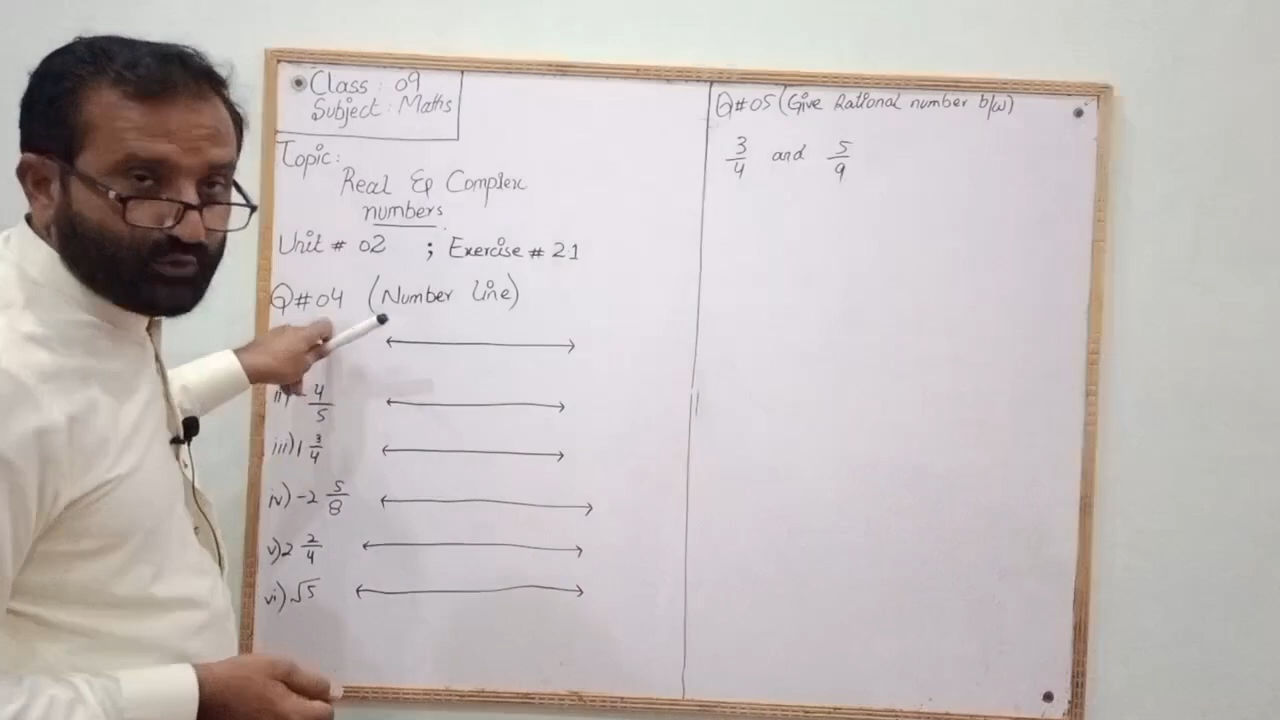 Class : 09
Subject : Maths
Topic:
Real & Complex
numbers
Unit # 02 ; Exercise # 2.1
Q # 04 (Number line)
ii) - 4/5
iii) 1 3/4
iv) -2 5/8
v) 2 2/4
vi) √5
Q # 05 (Give Rational number b/w)
3/4 and 5/9